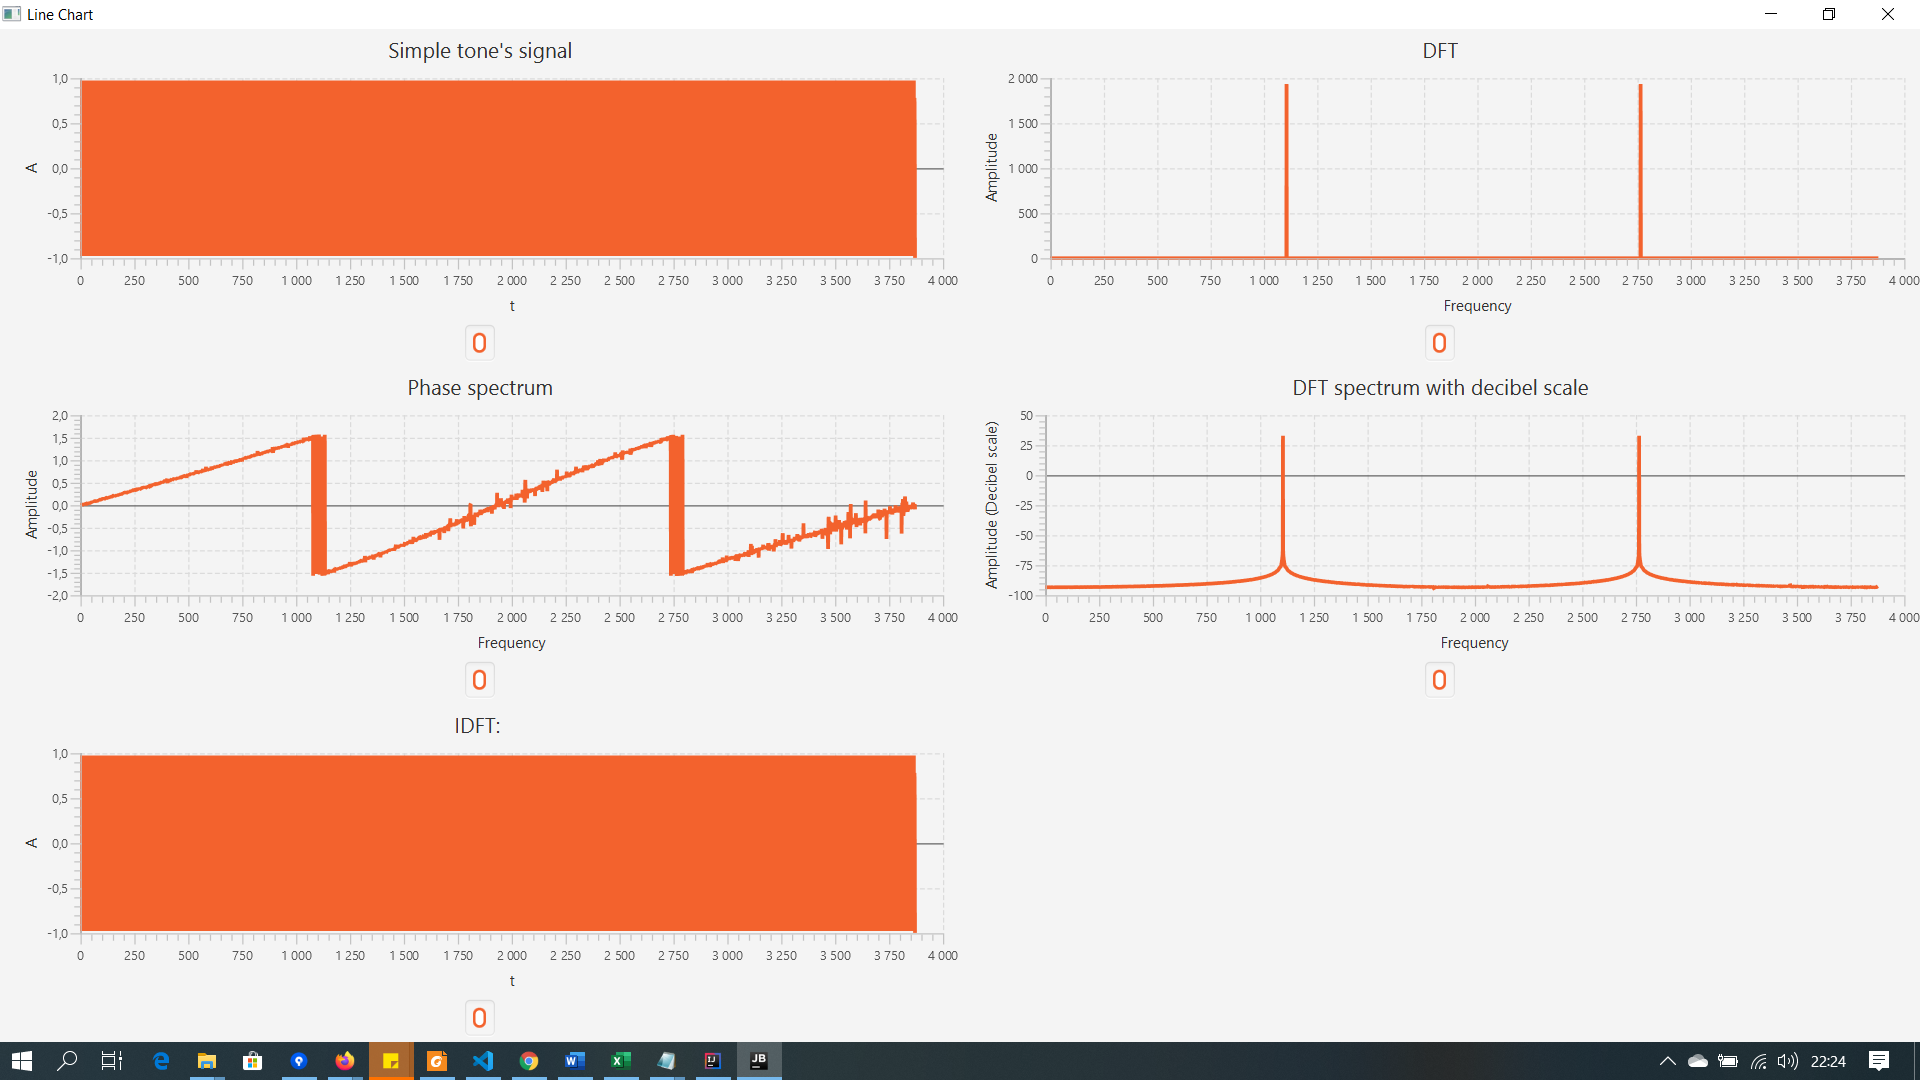 Line Chart
Simple tone's signal
1,0
0,5
0,0
-0,5
-1,0
A
0 250 500 750 1 000 1 250 1 500 1 750 2 000 2 250 2 500 2 750 3 000 3 250 3 500 3 750 4 000
t
DFT
2 000
1 500
1 000
500
0
Amplitude
0 250 500 750 1 000 1 250 1 500 1 750 2 000 2 250 2 500 2 750 3 000 3 250 3 500 3 750 4 000
Frequency
Phase spectrum
2,0
1,5
1,0
0,5
0,0
-0,5
-1,0
-1,5
-2,0
Amplitude
0 250 500 750 1 000 1 250 1 500 1 750 2 000 2 250 2 500 2 750 3 000 3 250 3 500 3 750 4 000
Frequency
DFT spectrum with decibel scale
50
25
0
-25
-50
-75
-100
Amplitude (Decibel scale)
0 250 500 750 1 000 1 250 1 500 1 750 2 000 2 250 2 500 2 750 3 000 3 250 3 500 3 750 4 000
Frequency
IDFT:
1,0
0,5
0,0
-0,5
-1,0
A
0 250 500 750 1 000 1 250 1 500 1 750 2 000 2 250 2 500 2 750 3 000 3 250 3 500 3 750 4 000
t
22:24